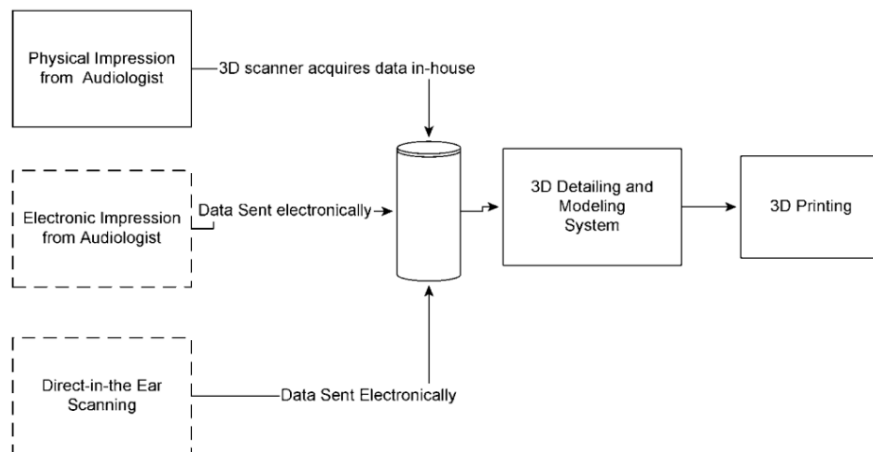 Physical Impression
from Audiologist
3D scanner acquires data in-house
Electronic Impression
from Audiologist
Data Sent electronically
3D Detailing and
Modeling
System
3D Printing
Direct-in-the Ear
Scanning
Data Sent Electronically